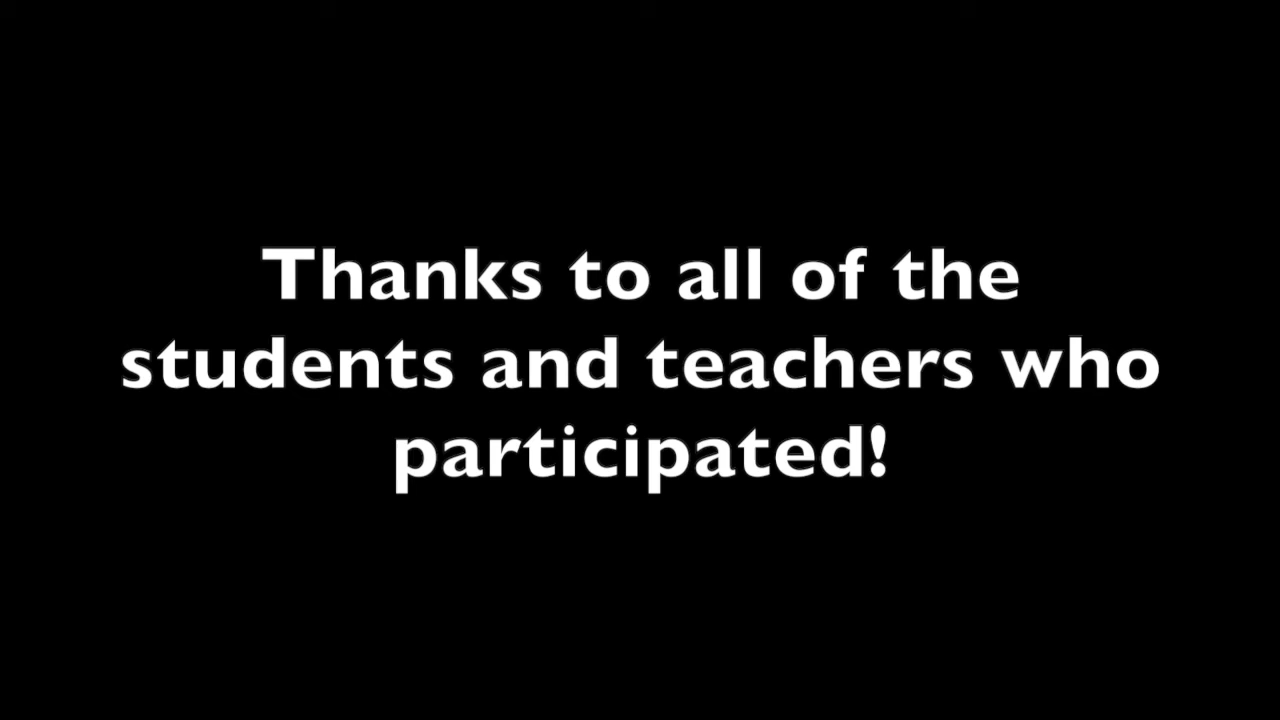 Thanks to all of the
students and teachers who
participated!